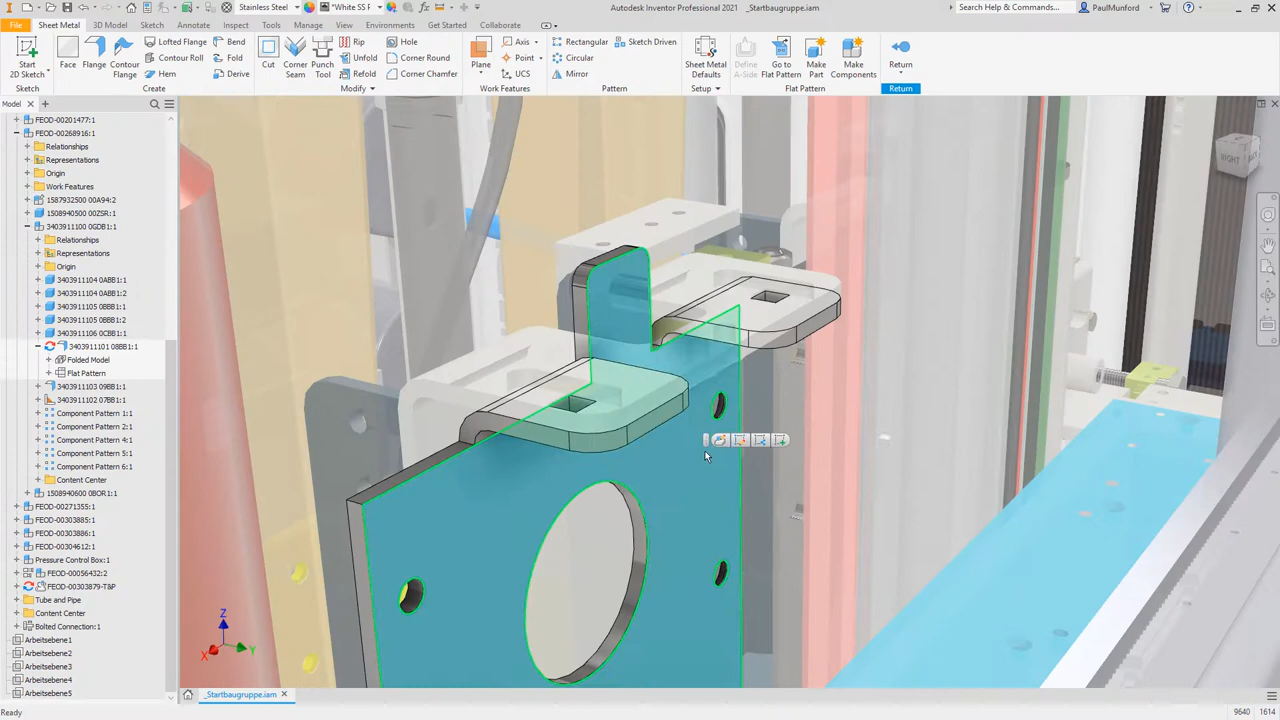 Stainless Steel
*White SS F
Autodesk Inventor Professional 2021 _Startbaugruppe.iam
Search Help & Commands...
PaulMunford
File
Sheet Metal
3D Model
Sketch
Annotate
Inspect
Tools
Manage
View
Environments
Get Started
Collaborate
Start
2D Sketch
Face
Flange
Contour
Flange
Lofted Flange
Contour Roll
Hem
Bend
Fold
Derive
Cut
Corner
Seam
Punch
Tool
Rip
Unfold
Refold
Hole
Corner Round
Corner Chamfer
Plane
Axis
Point
UCS
Rectangular
Circular
Mirror
Sketch Driven
Sheet Metal
Defaults
Define
A-Side
Go to
Flat Pattern
Make
Part
Make
Components
Return
Sketch
Create
Modify
Work Features
Pattern
Setup
Flat Pattern
Return
Model
FEOD-00201477:1
FEOD-00268916:1
Relationships
Representations
Origin
Work Features
1587932500 00A94:2
1508940500 00ZSR:1
3403911100 0GDB1:1
Relationships
Representations
Origin
3403911104 0ABB1:1
3403911104 0ABB1:2
3403911105 0BBB1:1
3403911105 0BBB1:2
3403911106 0CBB1:1
3403911101 08BB1:1
Folded Model
Flat Pattern
3403911103 09BB1:1
3403911102 07BB1:1
Component Pattern 1:1
Component Pattern 2:1
Component Pattern 4:1
Component Pattern 5:1
Component Pattern 6:1
Content Center
1508940600 0BOR1:1
FEOD-00271355:1
FEOD-00303885:1
FEOD-00303886:1
FEOD-00304612:1
Pressure Control Box:1
FEOD-00056432:2
FEOD-00303879-T&P
Tube and Pipe
Content Center
Bolted Connection:1
Arbeitsebene1
Arbeitsebene2
Arbeitsebene3
Arbeitsebene4
Arbeitsebene5
RIGHT
Z
X
Y
_Startbaugruppe.iam
Ready
9640 1614